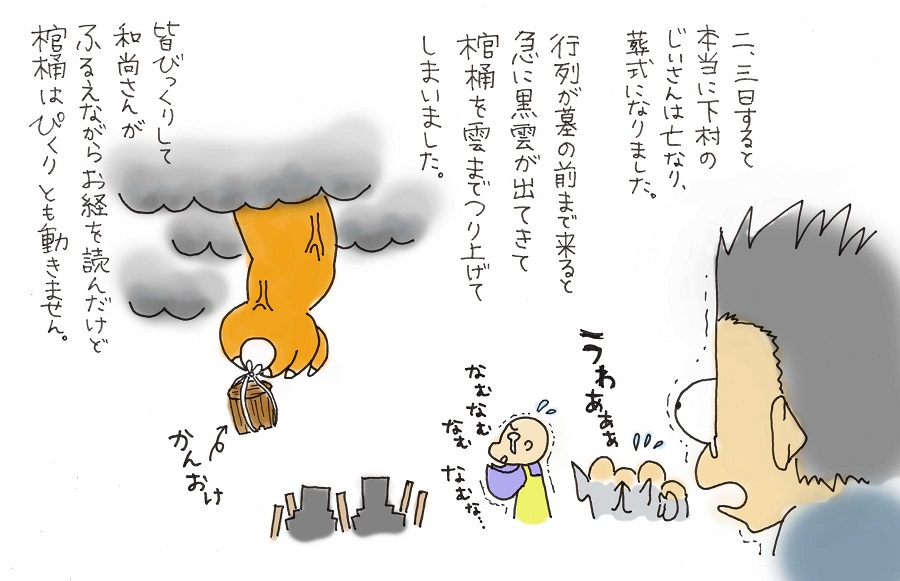 二、三日すると
本当に下村の
じいさんは亡なり、
葬式になりました。
行列が墓の前まで来ると
急に黒雲が出てきて
棺桶を雲までつり上げて
しまいました。
皆びっくりして
和尚さんが
ふるえながらお経を読んだけど
棺桶はぴくりとも動きません。
うわあぁぁ
なむなむ
なむ
なむな…
かんおけ